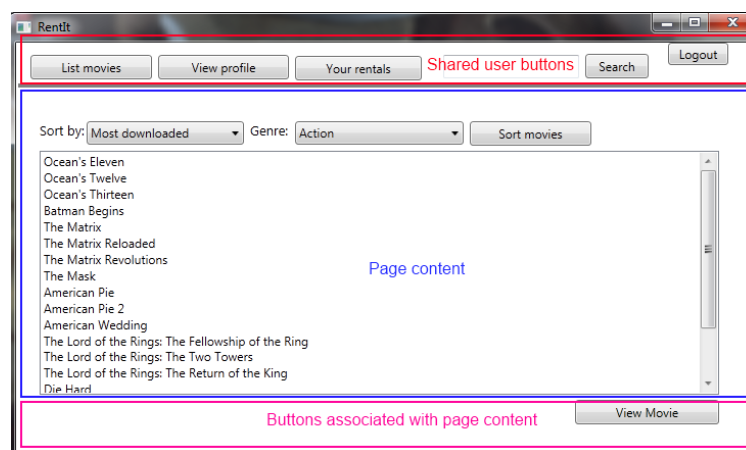 RentIt
Logout
List movies View profile Your rentals Shared user buttons Search
Sort by: Most downloaded Genre: Action Sort movies
Ocean's Eleven
Ocean's Twelve
Ocean's Thirteen
Batman Begins
The Matrix
The Matrix Reloaded
The Matrix Revolutions
Page content
The Mask
American Pie
American Pie 2
American Wedding
The Lord of the Rings: The Fellowship of the Ring
The Lord of the Rings: The Two Towers
The Lord of the Rings: The Return of the King
Die Hard
View Movie
Buttons associated with page content